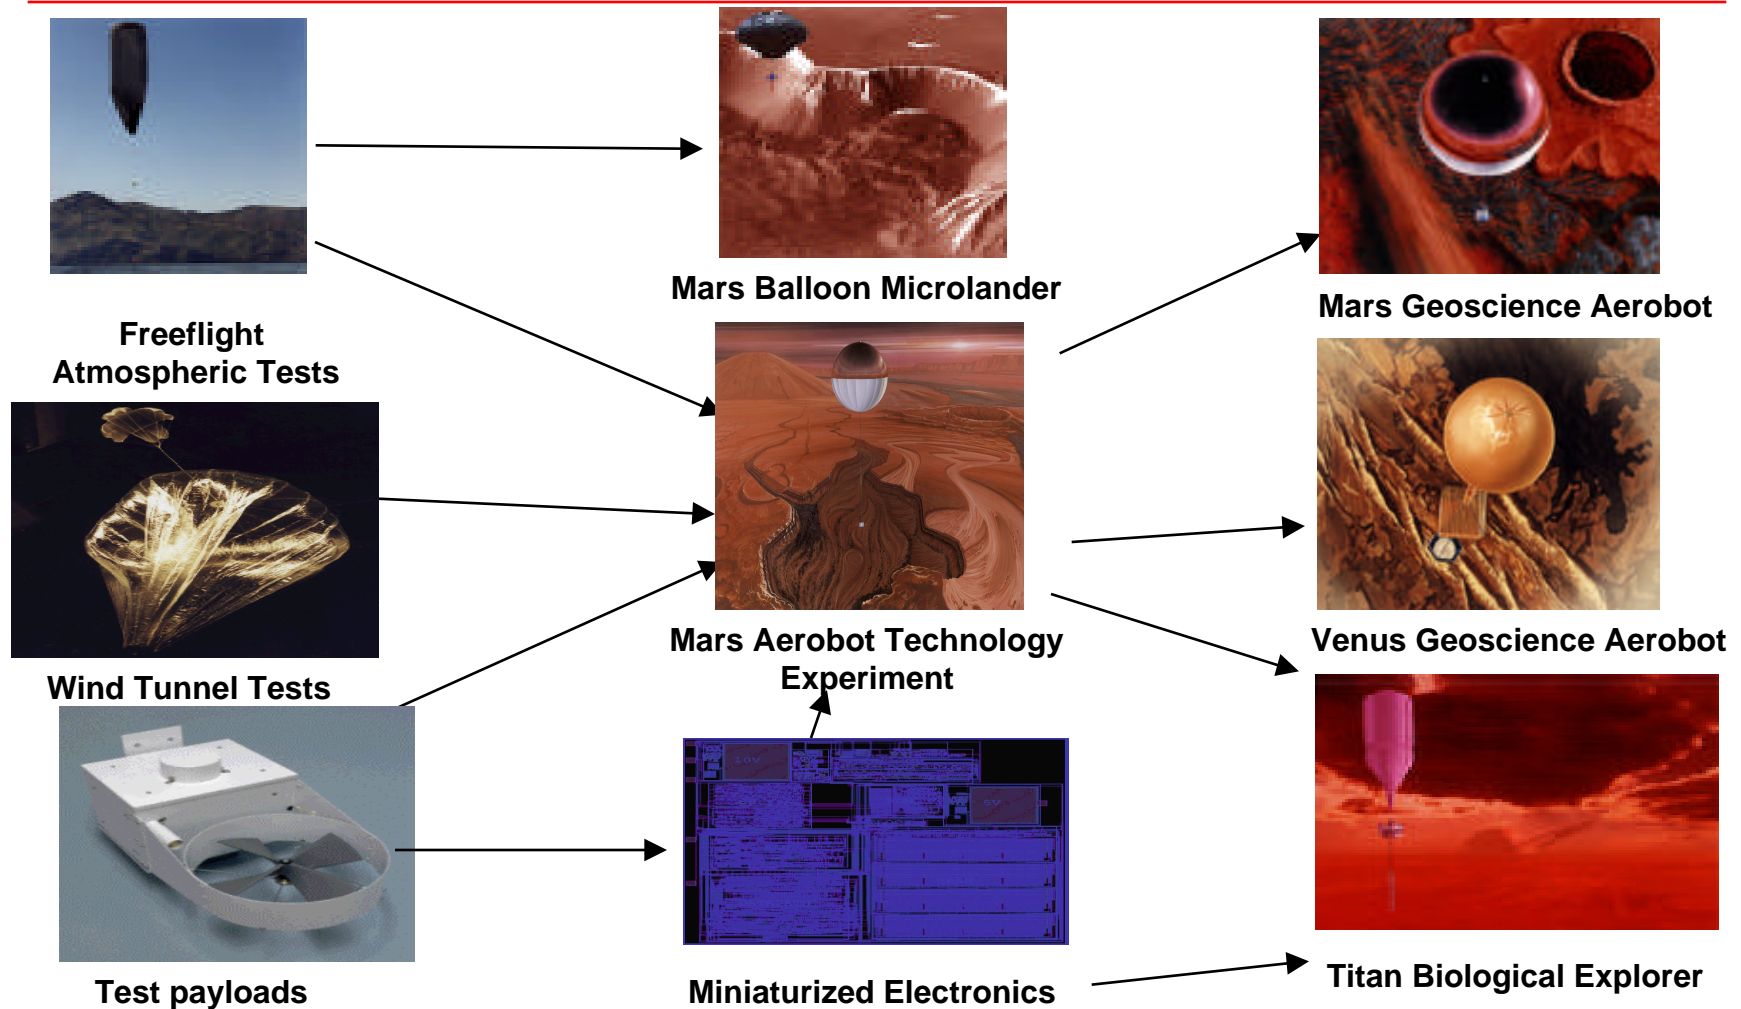 Freeflight
Atmospheric Tests
Wind Tunnel Tests
Test payloads
Mars Balloon Microlander
Mars Aerobot Technology
Experiment
Miniaturized Electronics
Mars Geoscience Aerobot
Venus Geoscience Aerobot
Titan Biological Explorer